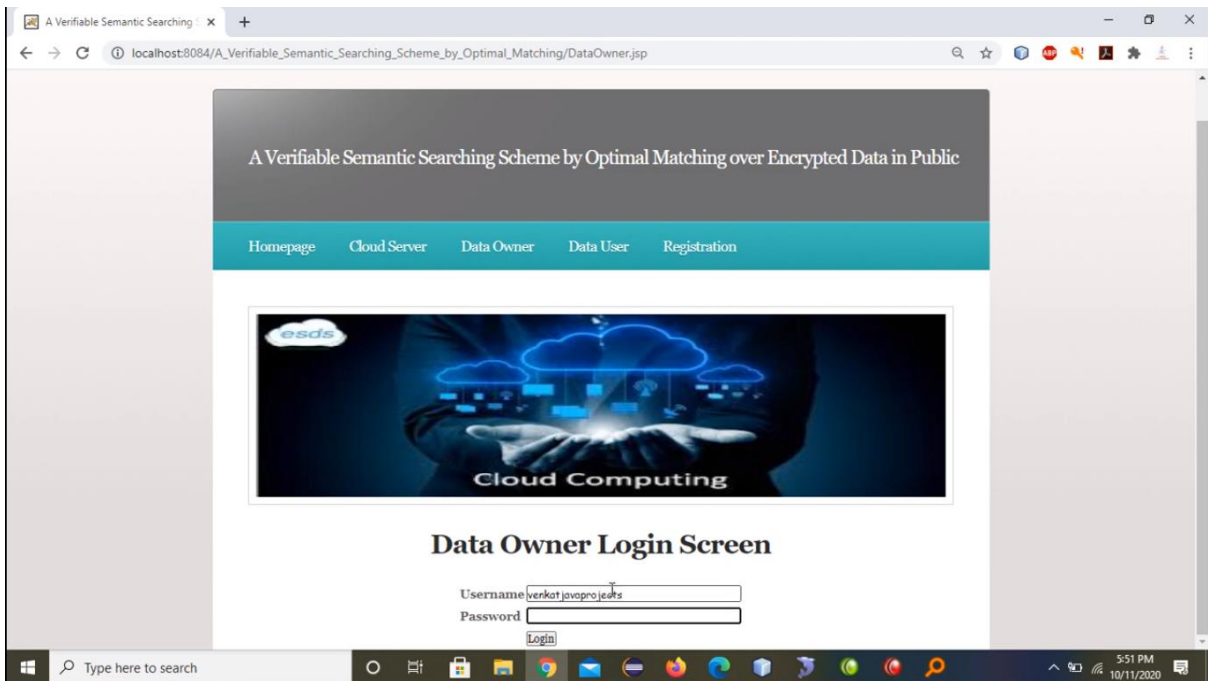 A Verifiable Semantic Searching S
localhost:8084/A_Verifiable_Semantic_Searching_Scheme_by_Optimal_Matching/DataOwner.jsp
ABP
A Verifiable Semantic Searching Scheme by Optimal Matching over Encrypted Data in Public
Homepage Cloud Server Data Owner Data User Registration
esds
Cloud Computing
Data Owner Login Screen
Username venkatjavaprojects
Password
Login
Type here to search
5:51 PM
10/11/2020